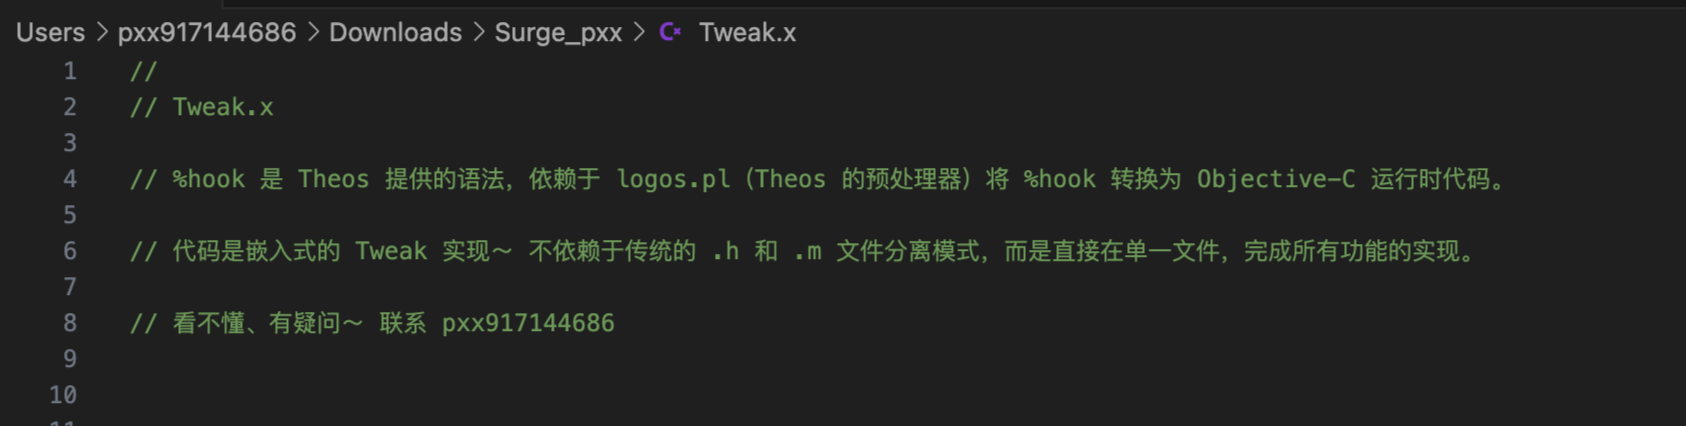 Users > pxx917144686 > Downloads > Surge_pxx > C Tweak.x
1 //
2 // Tweak.x
3
4 // %hook 是 Theos 提供的语法，依赖于 logos.pl（Theos 的预处理器）将 %hook 转换为 Objective-C 运行时代码。
5
6 // 代码是嵌入式的 Tweak 实现～ 不依赖于传统的 .h 和 .m 文件分离模式，而是直接在单一文件，完成所有功能的实现。
7
8 // 看不懂、有疑问～ 联系 pxx917144686
9
10
11